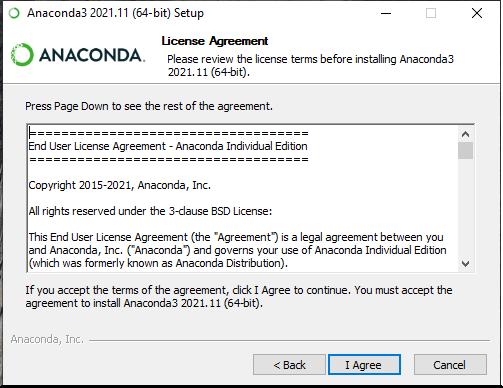 Anaconda3 2021.11 (64-bit) Setup
ANACONDA.
License Agreement
Please review the license terms before installing Anaconda3
2021.11 (64-bit).
Press Page Down to see the rest of the agreement.
===================================
End User License Agreement - Anaconda Individual Edition
===================================
Copyright 2015-2021, Anaconda, Inc.
All rights reserved under the 3-clause BSD License:
This End User License Agreement (the "Agreement") is a legal agreement between you
and Anaconda, Inc. ("Anaconda") and governs your use of Anaconda Individual Edition
(which was formerly known as Anaconda Distribution).
If you accept the terms of the agreement, click I Agree to continue. You must accept the
agreement to install Anaconda3 2021.11 (64-bit).
Anaconda, Inc.
< Back
I Agree
Cancel